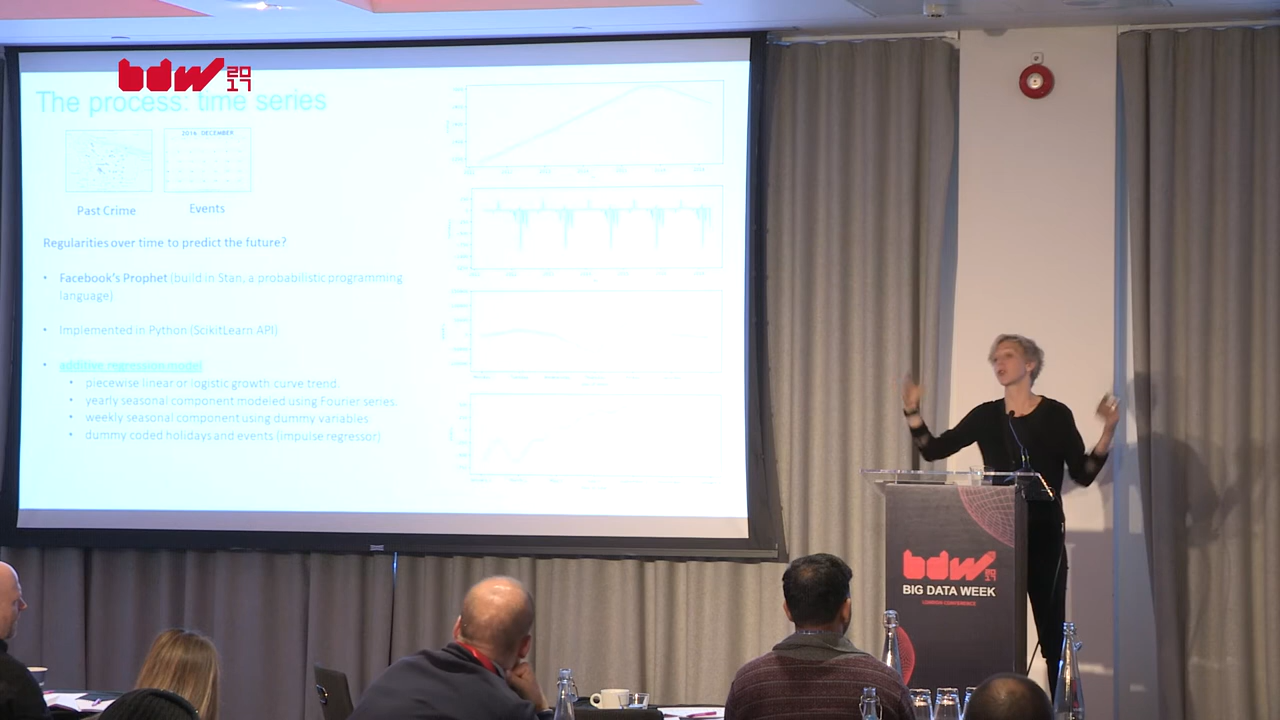 bdw 2017
The process: time series
2016 DECEMBER
Past Crime
Events
Regularities over time to predict the future?
• Facebook's Prophet (build in Stan, a probabilistic programming
language)
• Implemented in Python (ScikitLearn API)
• additive regression model
• piecewise linear or logistic growth curve trend.
• yearly seasonal component modeled using Fourier series.
• weekly seasonal component using dummy variables
• dummy coded holidays and events (impulse regressor)
bdw 2017
BIG DATA WEEK
LONDON CONFERENCE